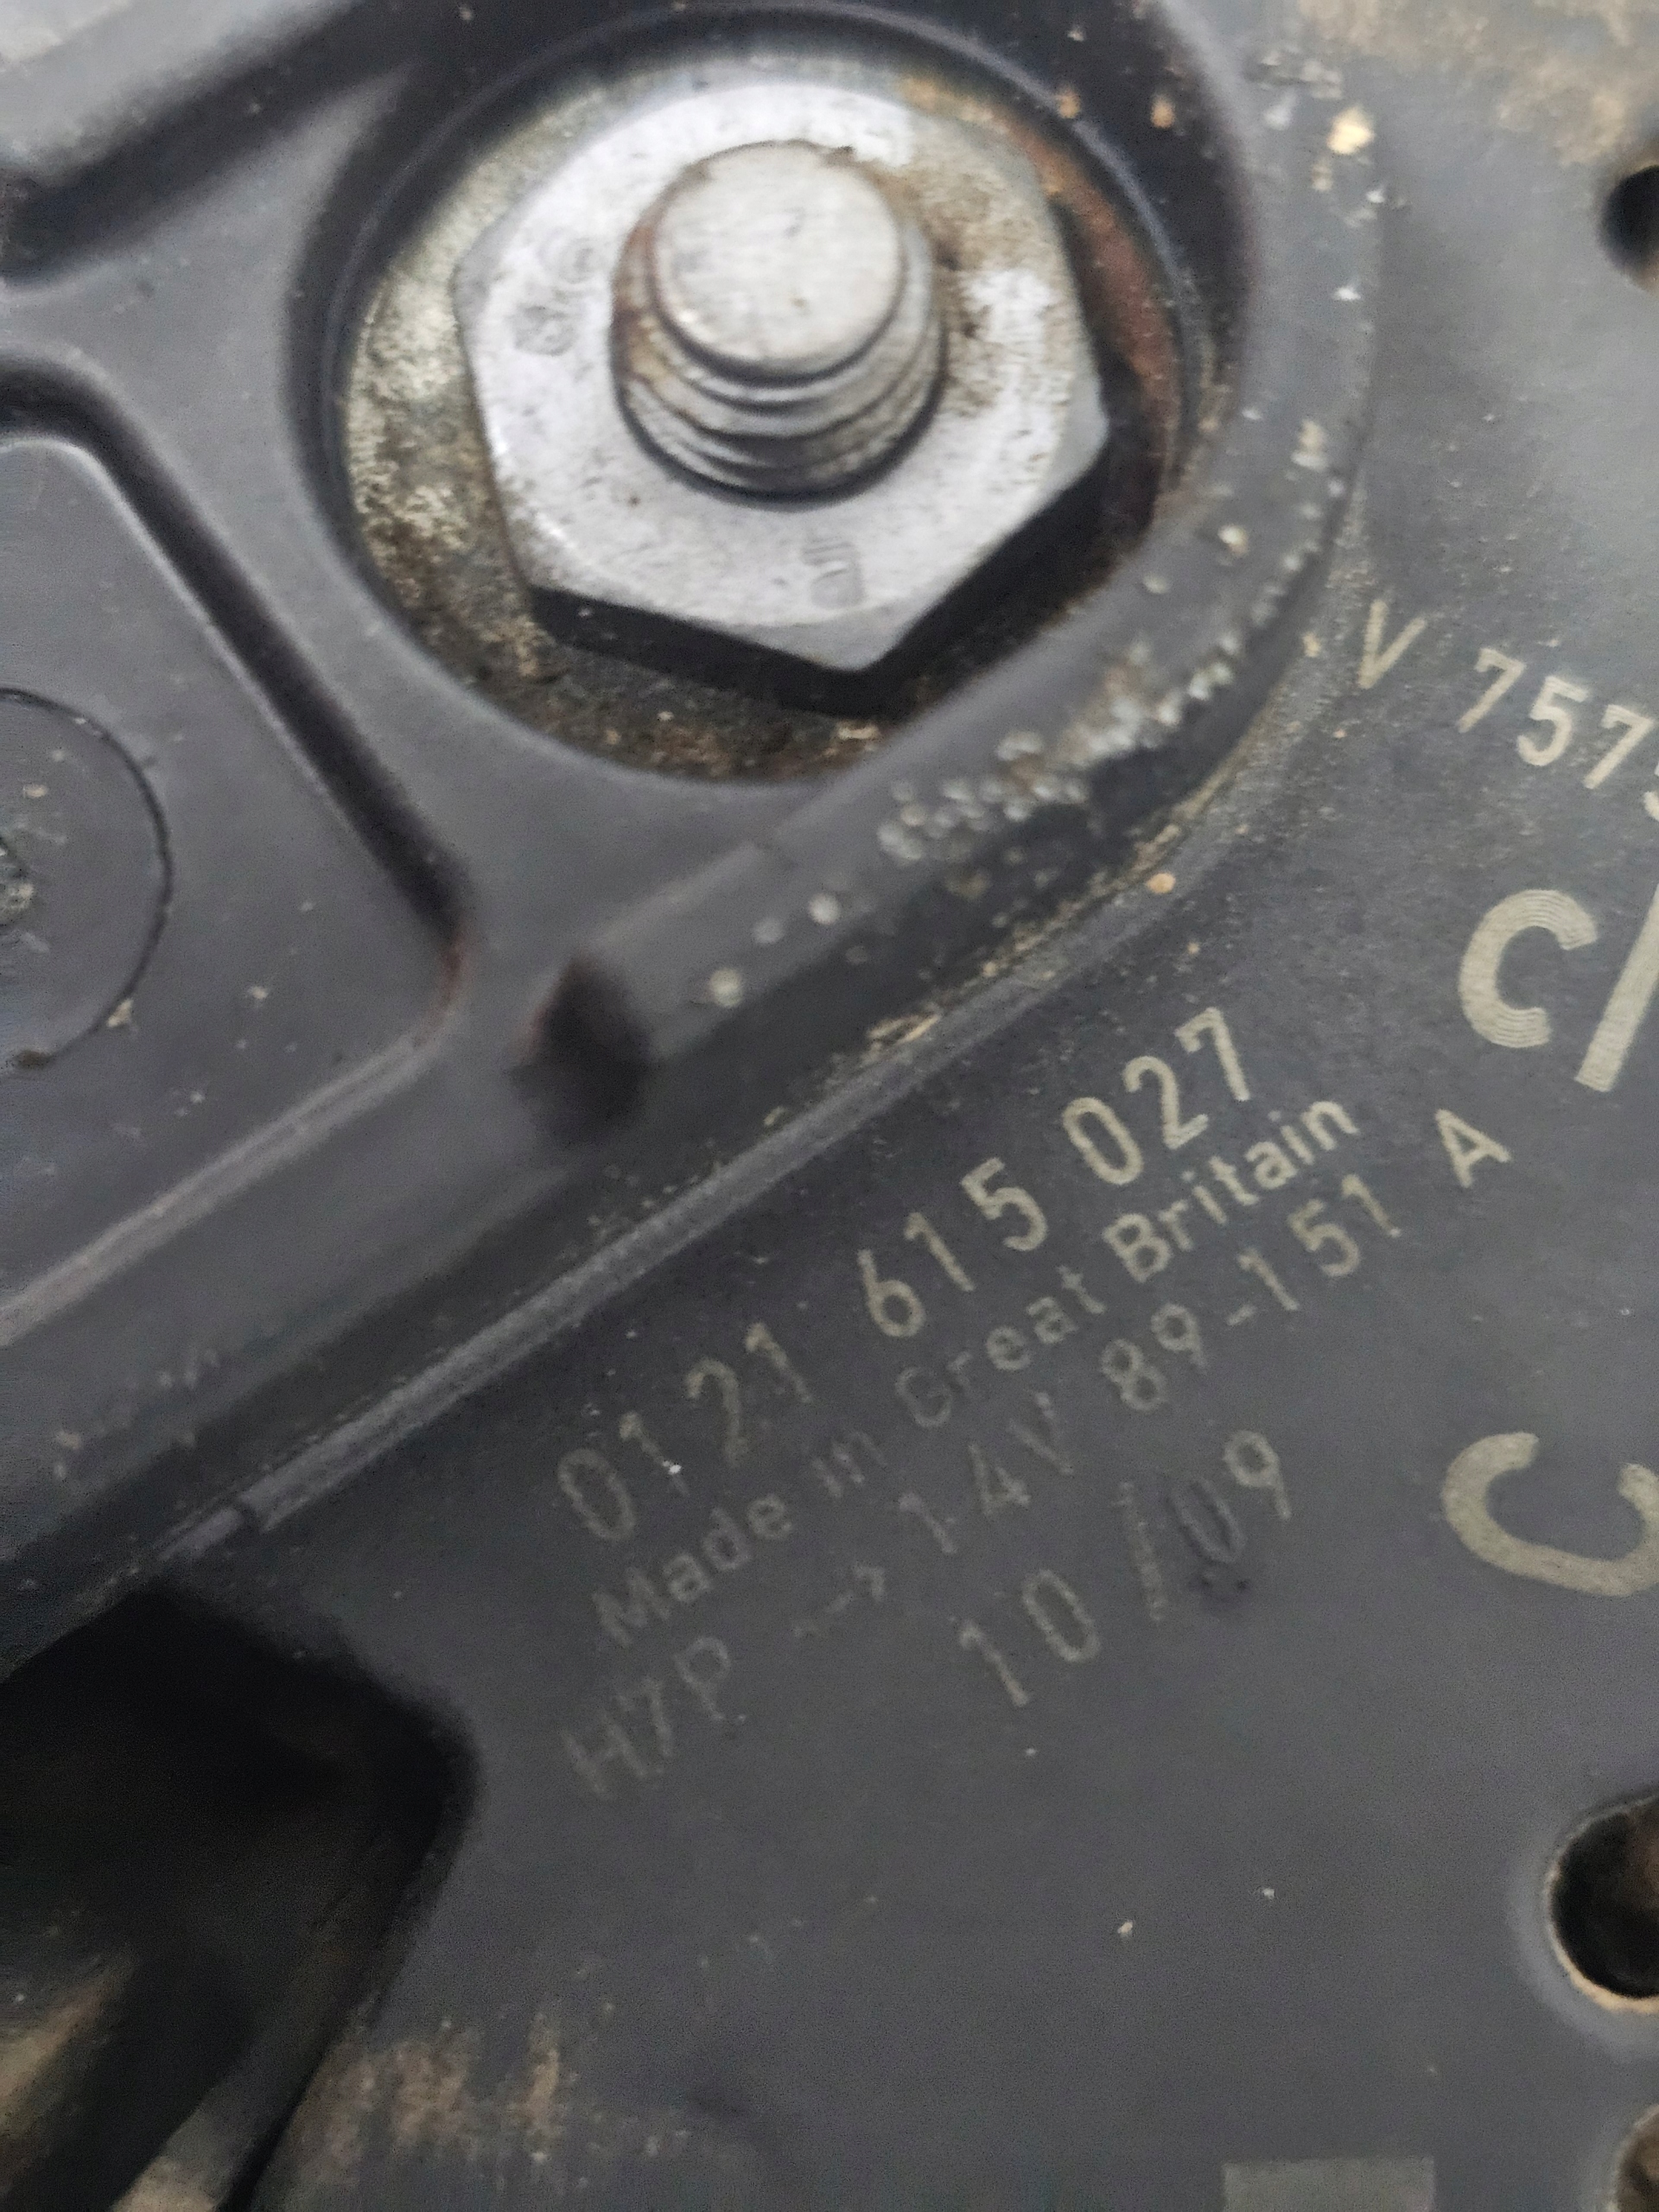 V 757
C/
0121 615 027
Made in Great Britain
H7P --> 14V 89-151 A
10/09
C